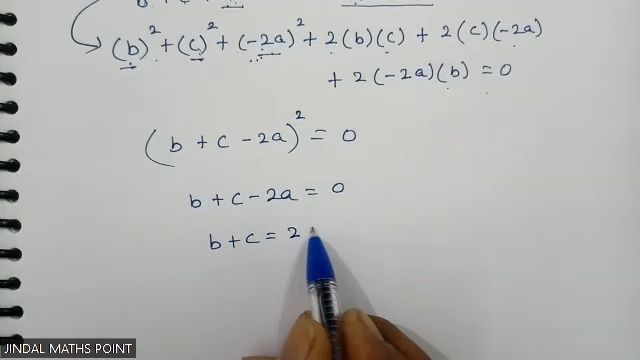 (b)² + (c)² + (-2a)² + 2(b)(c) + 2(c)(-2a)
+ 2(-2a)(b) = 0
(b + c - 2a)² = 0
b + c - 2a = 0
b + c = 2
JINDAL MATHS POINT